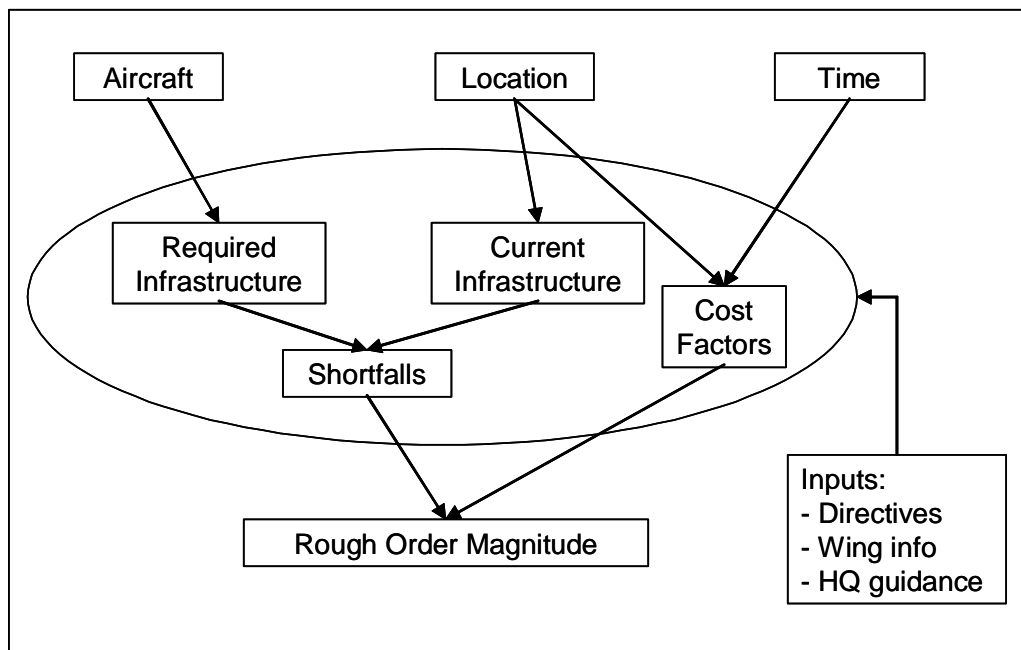 Aircraft
Location
Time
Required
Infrastructure
Current
Infrastructure
Cost
Factors
Shortfalls
Rough Order Magnitude
Inputs:
- Directives
- Wing info
- HQ guidance